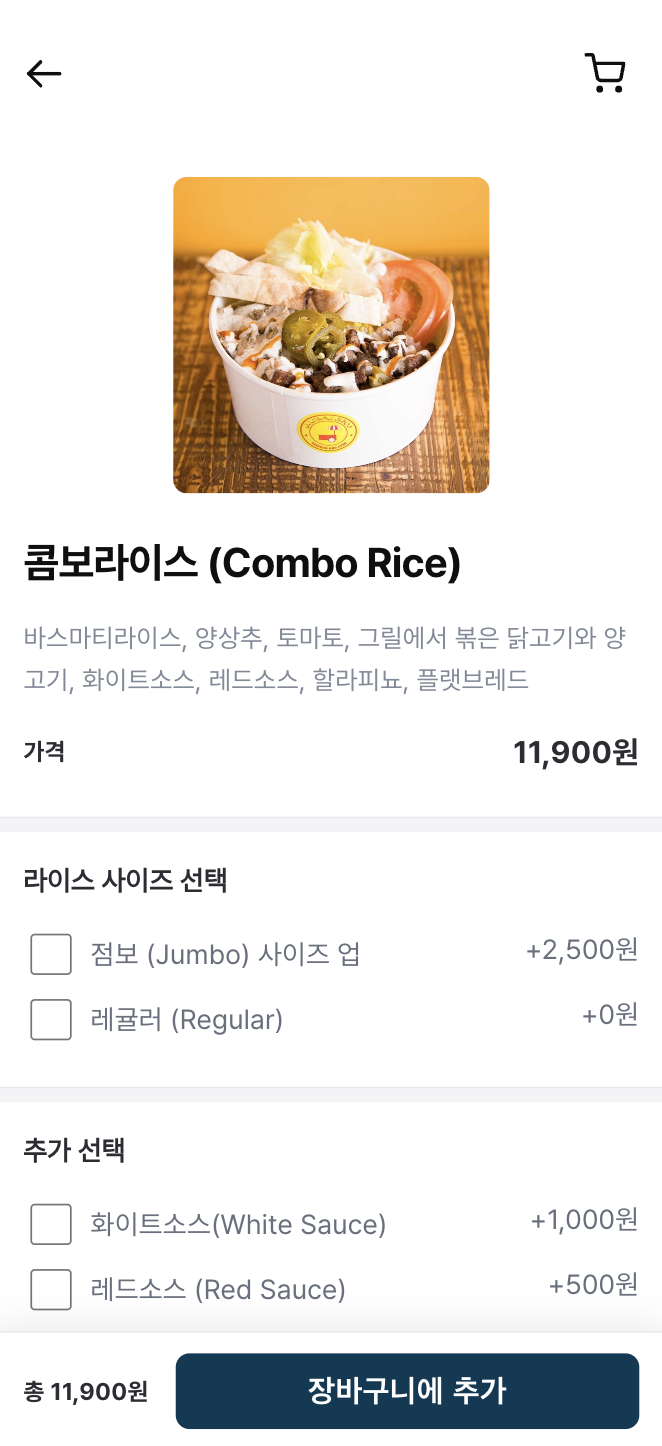 콤보라이스 (Combo Rice)
바스마티라이스, 양상추, 토마토, 그릴에서 볶은 닭고기와 양
고기, 화이트소스, 레드소스, 할라피뇨, 플랫브레드
가격 11,900원
라이스 사이즈 선택
점보 (Jumbo) 사이즈 업 +2,500원
레귤러 (Regular) +0원
추가 선택
화이트소스(White Sauce) +1,000원
레드소스 (Red Sauce) +500원
총 11,900원 장바구니에 추가